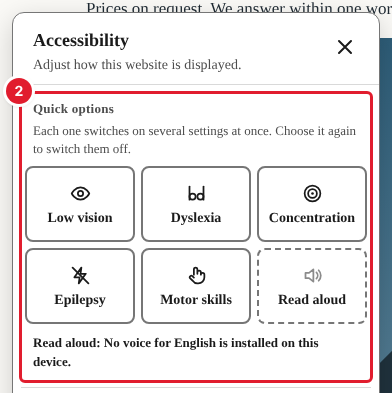 Prices on request. We answer within one wor
Accessibility
Adjust how this website is displayed.
2
Quick options
Each one switches on several settings at once. Choose it again
to switch them off.
Low vision
Dyslexia
Concentration
Epilepsy
Motor skills
Read aloud
Read aloud: No voice for English is installed on this
device.